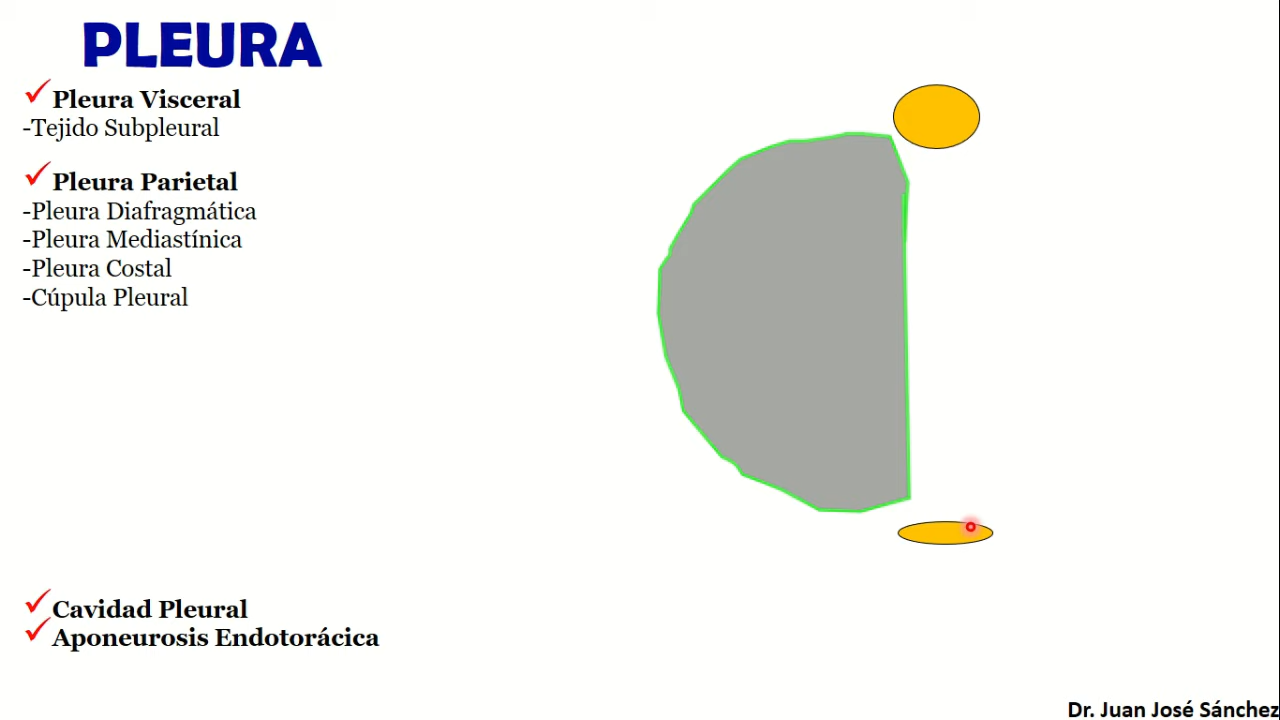 PLEURA
Pleura Visceral
-Tejido Subpleural
Pleura Parietal
-Pleura Diafragmática
-Pleura Mediastínica
-Pleura Costal
-Cúpula Pleural
Cavidad Pleural
Aponeurosis Endotorácica
Dr. Juan José Sánchez